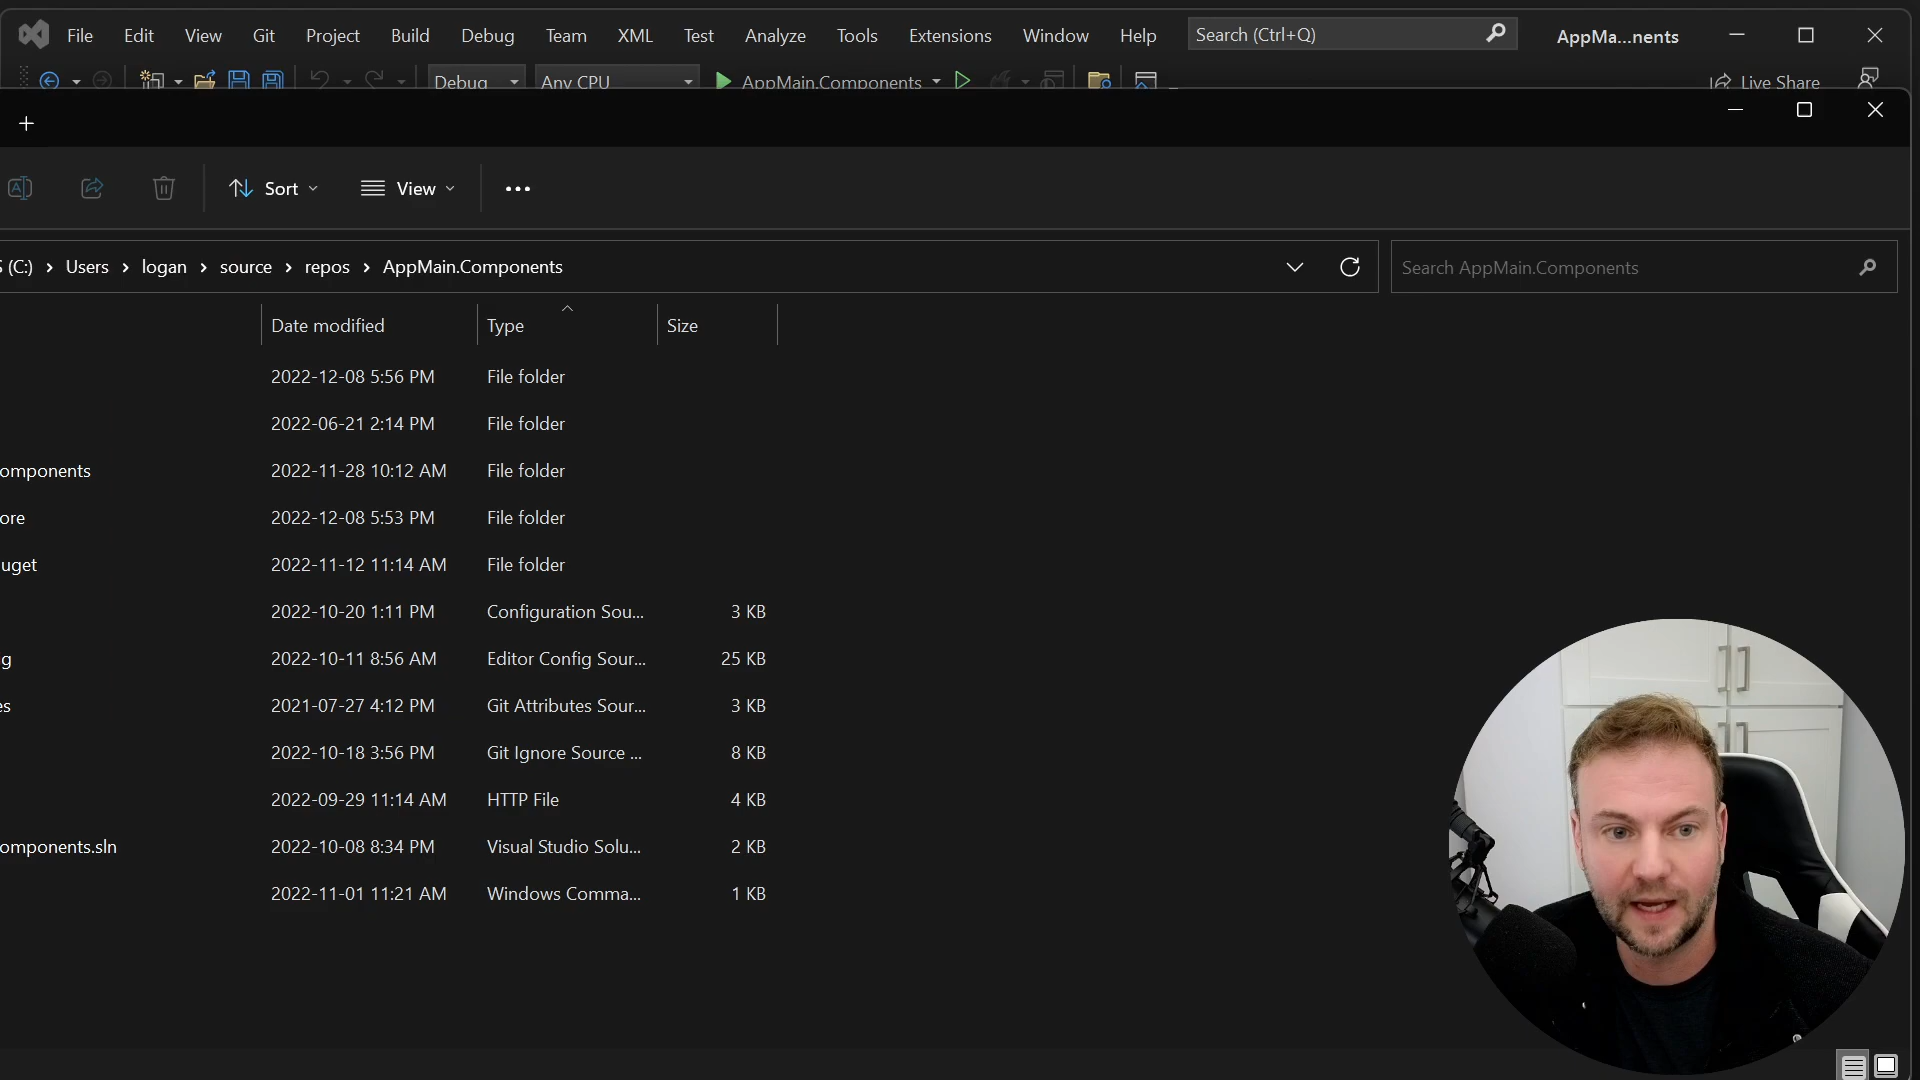 File Edit View Git Project Build Debug Team XML Test Analyze Tools Extensions Window Help Search (Ctrl+Q) AppMa...nents
Debug Any CPU AppMain.Components Live Share
Sort View
(C:) Users logan source repos AppMain.Components Search AppMain.Components
Date modified Type Size
2022-12-08 5:56 PM File folder
2022-06-21 2:14 PM File folder
omponents 2022-11-28 10:12 AM File folder
ore 2022-12-08 5:53 PM File folder
uget 2022-11-12 11:14 AM File folder
2022-10-20 1:11 PM Configuration Sou... 3 KB
g 2022-10-11 8:56 AM Editor Config Sour... 25 KB
es 2021-07-27 4:12 PM Git Attributes Sour... 3 KB
2022-10-18 3:56 PM Git Ignore Source ... 8 KB
2022-09-29 11:14 AM HTTP File 4 KB
omponents.sln 2022-10-08 8:34 PM Visual Studio Solu... 2 KB
2022-11-01 11:21 AM Windows Comma... 1 KB